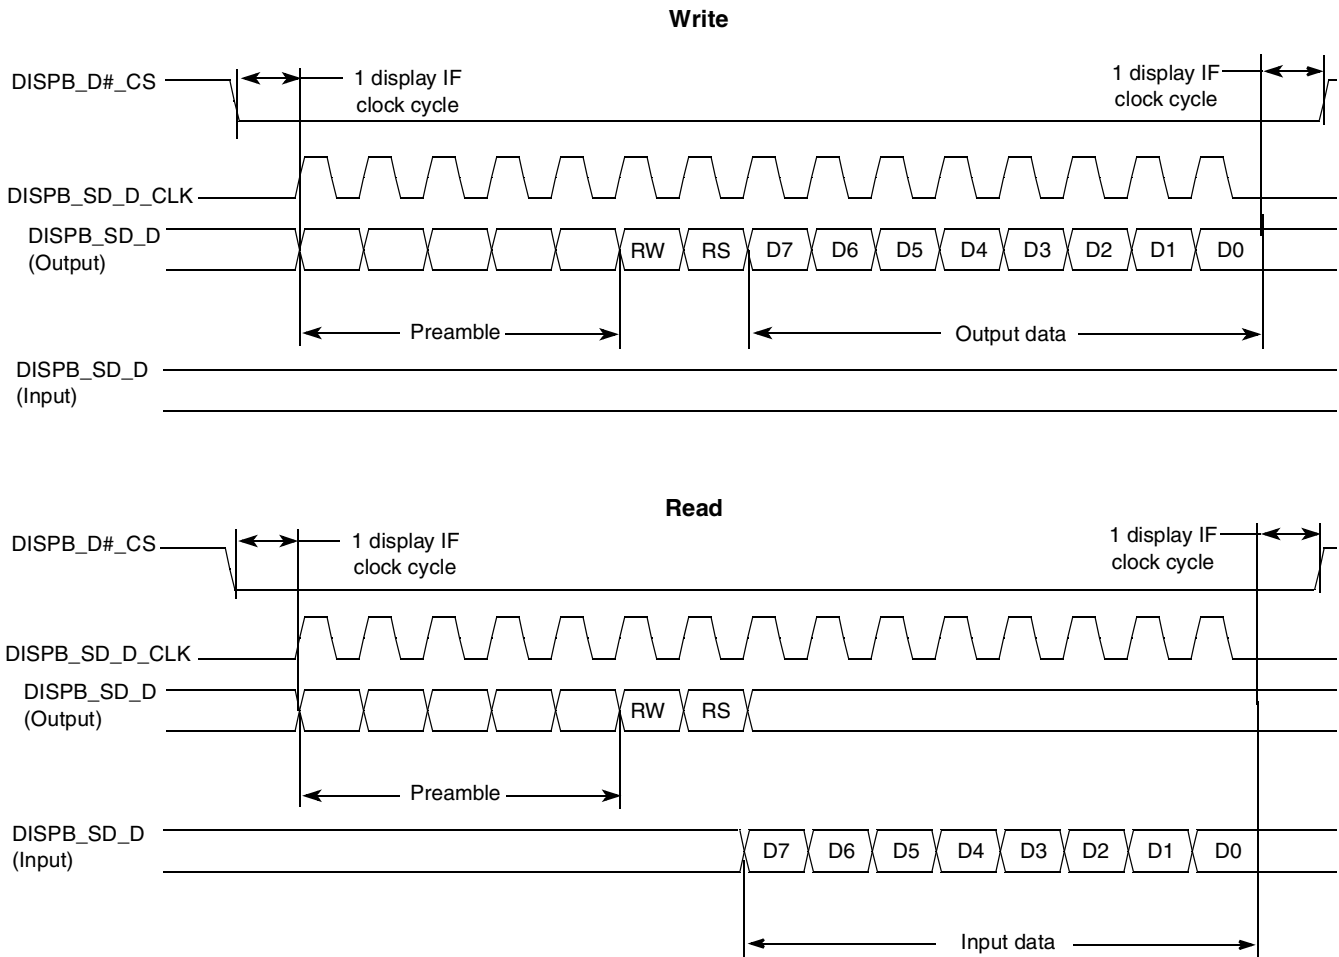 Write
DISPB_D#_CS
1 display IF
clock cycle
1 display IF
clock cycle
DISPB_SD_D_CLK
DISPB_SD_D
(Output)
RW RS D7 D6 D5 D4 D3 D2 D1 D0
Preamble
Output data
DISPB_SD_D
(Input)
Read
DISPB_D#_CS
1 display IF
clock cycle
1 display IF
clock cycle
DISPB_SD_D_CLK
DISPB_SD_D
(Output)
RW RS
Preamble
DISPB_SD_D
(Input)
D7 D6 D5 D4 D3 D2 D1 D0
Input data